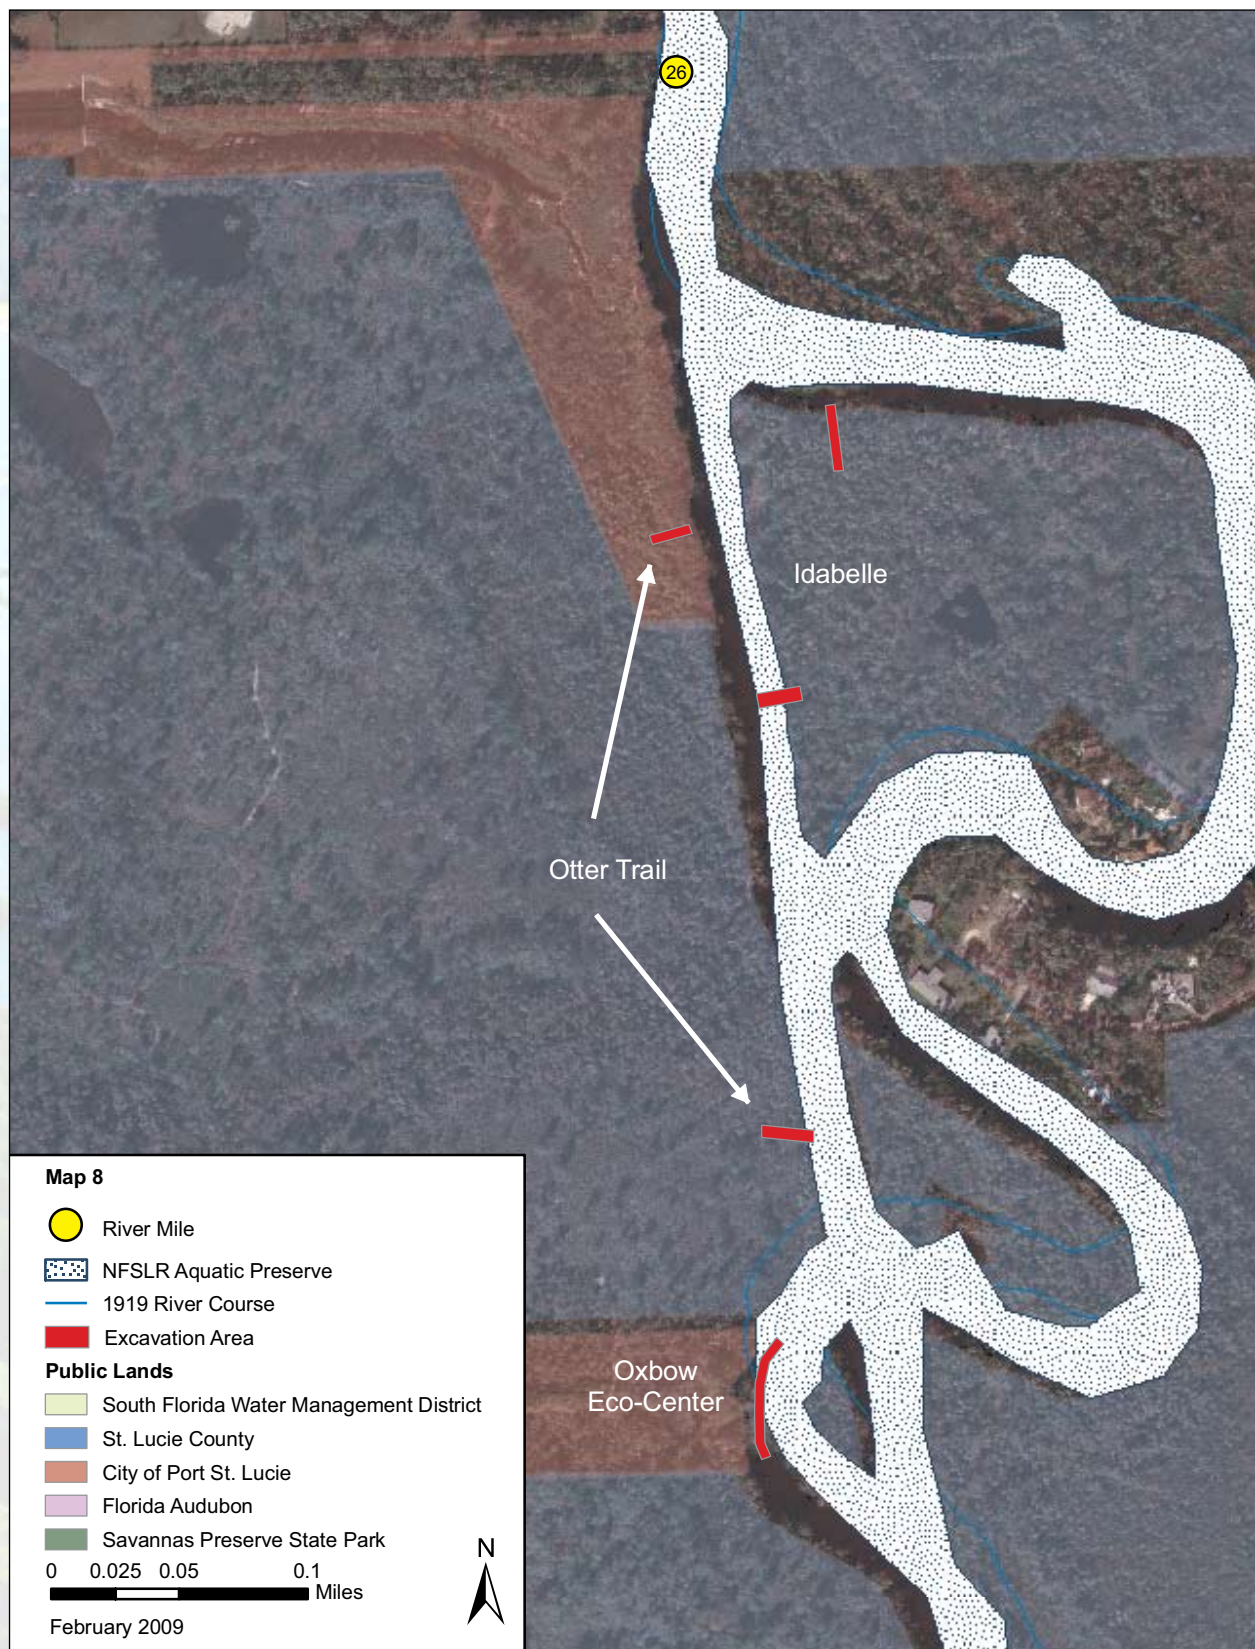 26
Idabelle
Otter Trail
Oxbow
Eco-Center
Map 8
River Mile
NFSLR Aquatic Preserve
1919 River Course
Excavation Area
Public Lands
South Florida Water Management District
St. Lucie County
City of Port St. Lucie
Florida Audubon
Savannas Preserve State Park
N
0 0.025 0.05 0.1
Miles
February 2009